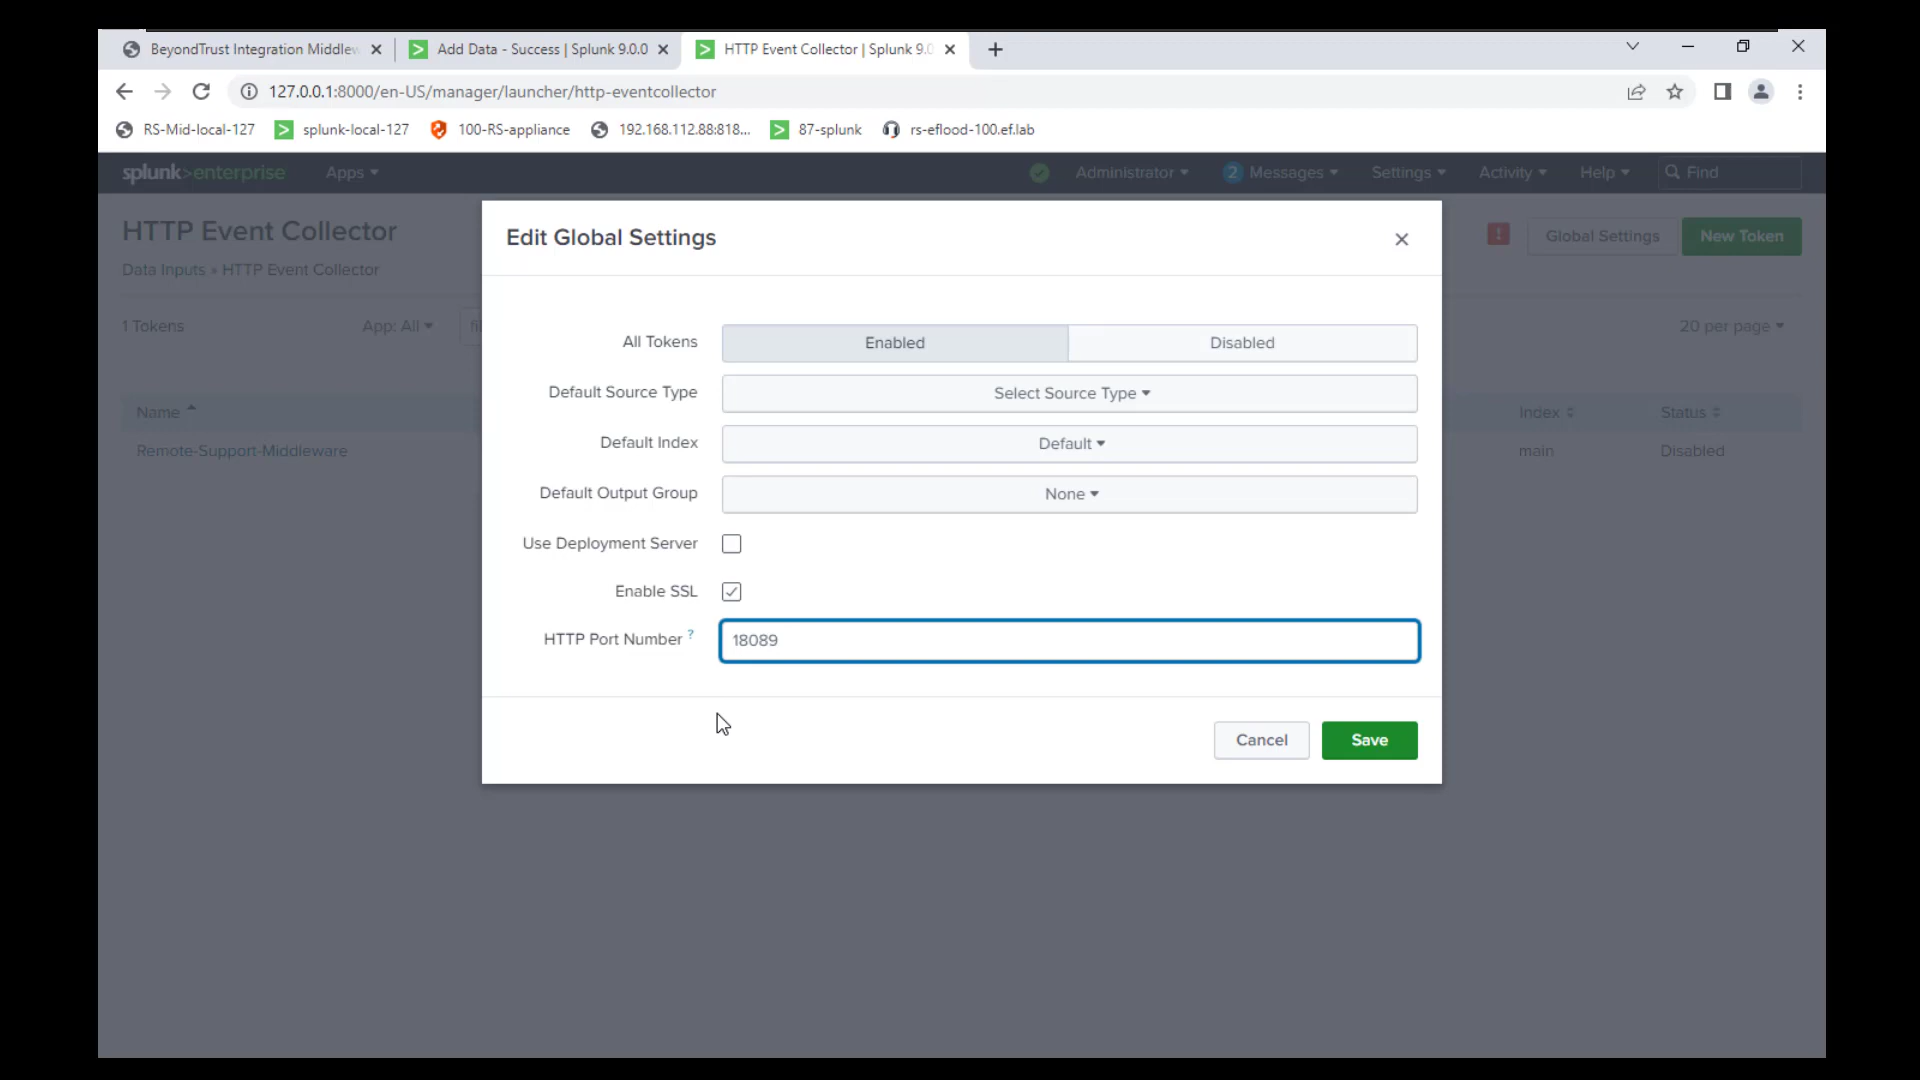 BeyondTrust Integration Middlew
Add Data - Success | Splunk 9.0.0
HTTP Event Collector | Splunk 9.0
127.0.0.1:8000/en-US/manager/launcher/http-eventcollector
RS-Mid-local-127 splunk-local-127 100-RS-appliance 192.168.112.88:818... 87-splunk rs-eflood-100.ef.lab
splunk>enterprise Apps Administrator 2 Messages Settings Activity Help Find
HTTP Event Collector
Global Settings New Token
Data Inputs » HTTP Event Collector
1 Tokens App: All fil 20 per page
Name Index Status
Remote-Support-Middleware main Disabled
Edit Global Settings
All Tokens Enabled Disabled
Default Source Type Select Source Type
Default Index Default
Default Output Group None
Use Deployment Server
Enable SSL
HTTP Port Number ? 18089
Cancel Save